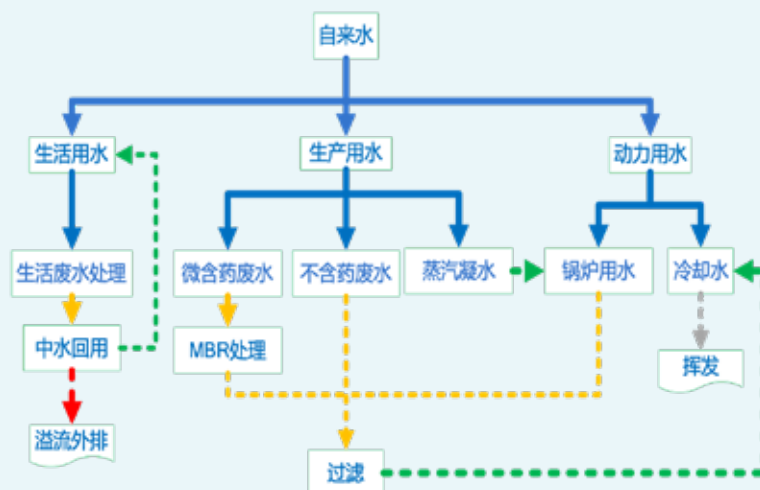 自来水
生活用水
生产用水
动力用水
生活废水处理
微含药废水
不含药废水
蒸汽凝水
锅炉用水
冷却水
中水回用
MBR处理
挥发
溢流外排
过滤